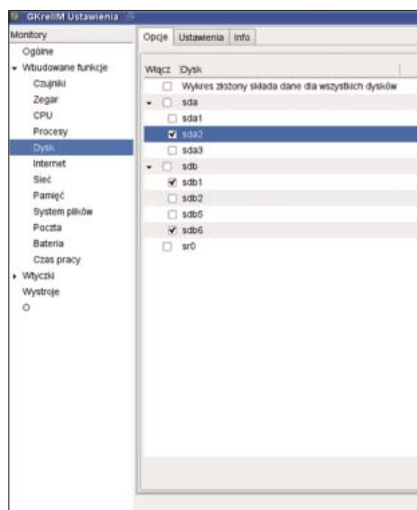 GKrellM Ustawienia
Monitory
Ogólne
Wbudowane funkcje
Czujniki
Zegar
CPU
Procesy
Dysk
Internet
Sieć
Pamięć
System plików
Poczta
Bateria
Czas pracy
Wtyczki
Wystroje
O
Opcje Ustawienia Info
Włącz Dysk
Wykres złożony składa dane dla wszystkich dysków
sda
sda1
sda2
sda3
sdb
sdb1
sdb2
sdb5
sdb6
sr0